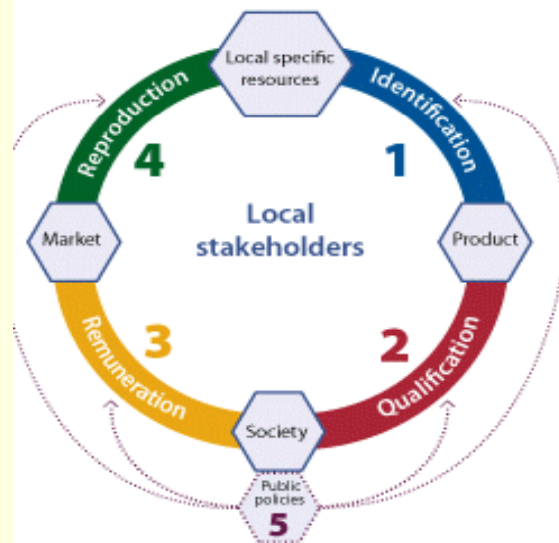 Local specific
resources
Reproduction
Identification
4
1
Local
stakeholders
Market
Product
3
2
Remuneration
Qualification
Society
Public
policies
5